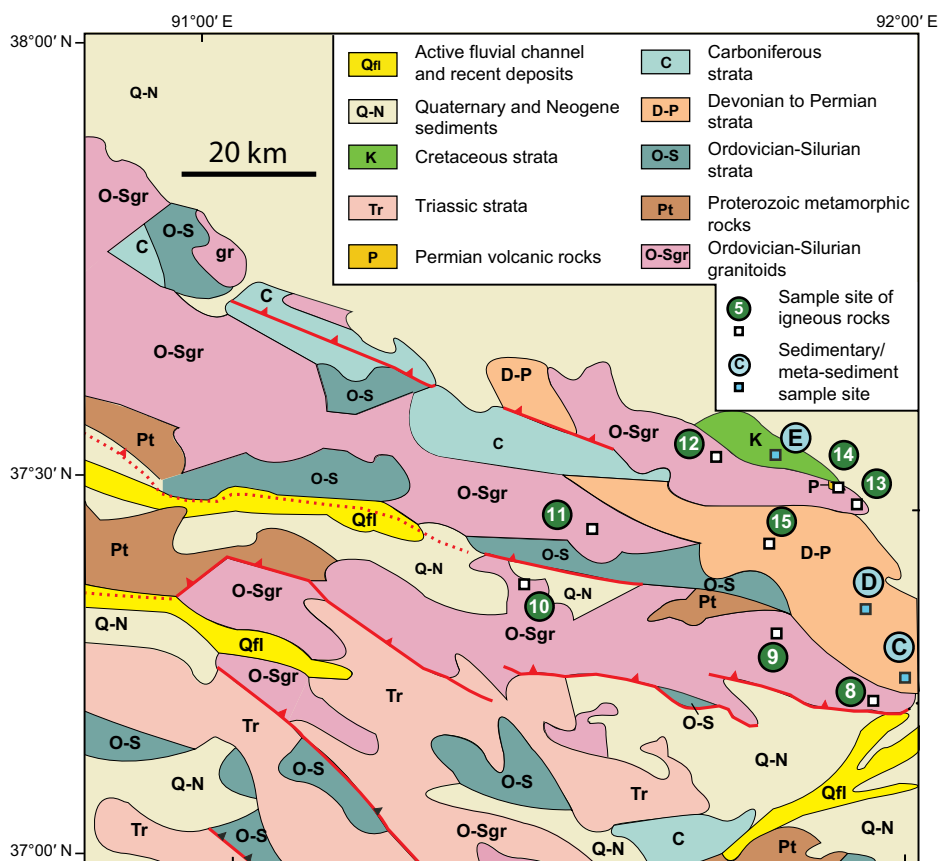 91°00′ E
92°00′ E
38°00′ N
Q-N
20 km
Qfl
Active fluvial channel
and recent deposits
Q-N
Quaternary and Neogene
sediments
K
Cretaceous strata
Tr
Triassic strata
P
Permian volcanic rocks
C
Carboniferous
strata
D-P
Devonian to Permian
strata
O-S
Ordovician-Silurian
strata
Pt
Proterozoic metamorphic
rocks
O-Sgr
Ordovician-Silurian
granitoids
5
Sample site of
igneous rocks
C
Sedimentary/
meta-sediment
sample site
O-Sgr
C
O-S
gr
C
O-Sgr
O-S
D-P
O-Sgr
12
K
E
14
13
P
Pt
C
37°30′ N
O-S
O-Sgr
11
15
Qfl
D-P
Pt
Q-N
O-S
O-S
D
O-Sgr
Q-N
Pt
10
Q-N
O-Sgr
Qfl
9
C
O-Sgr
8
Tr
Tr
O-S
O-S
Q-N
O-S
O-S
Q-N
Tr
Qfl
Tr
O-S
O-Sgr
Q-N
C
Pt
Q-N
37°00′ N